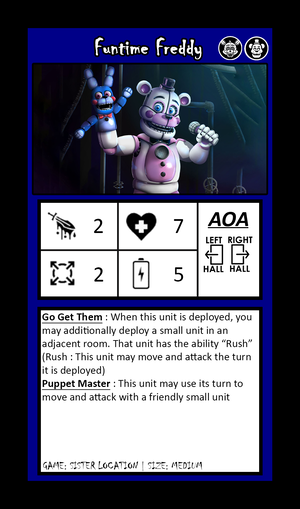 Funtime Freddy
2
7
AOA
LEFT RIGHT
HALL HALL
2
5
Go Get Them : When this unit is deployed, you
may additionally deploy a small unit in an
adjacent room. That unit has the ability “Rush”
(Rush : This unit may move and attack the turn
it is deployed)
Puppet Master : This unit may use its turn to
move and attack with a friendly small unit
GAME: SISTER LOCATION | SIZE: MEDIUM